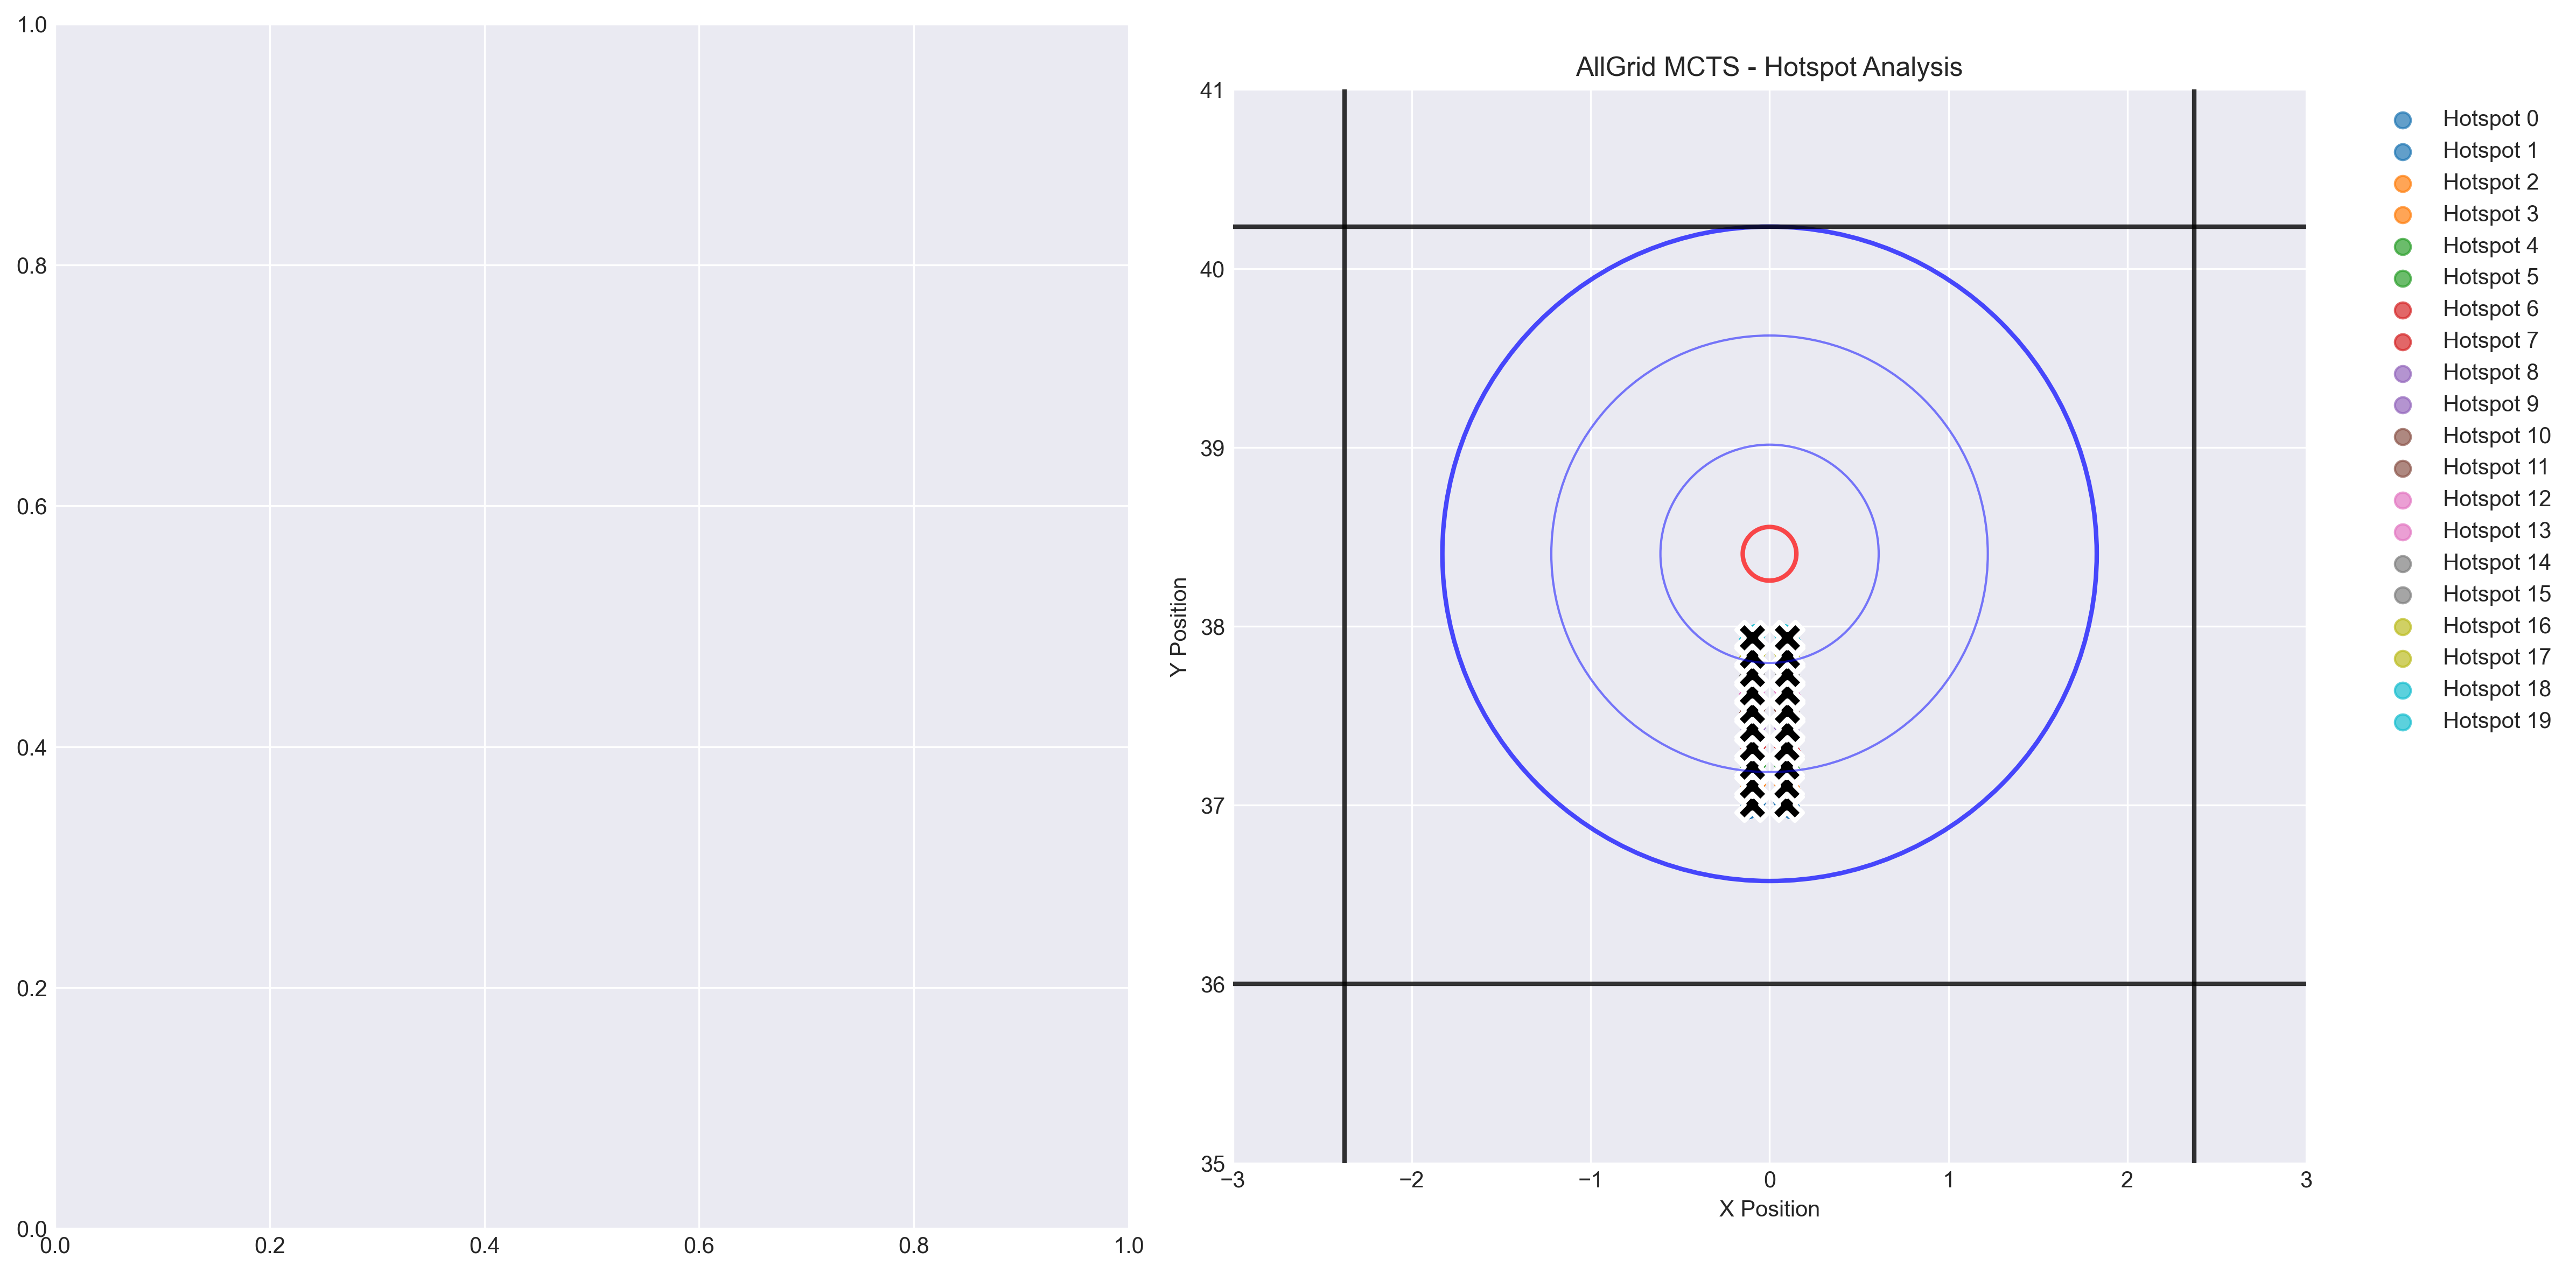 1.0
0.8
0.6
0.4
0.2
0.0
0.0 0.2 0.4 0.6 0.8 1.0
AllGrid MCTS - Hotspot Analysis
41
40
39
38
37
36
35
Y Position
−3 −2 −1 0 1 2 3
X Position
Hotspot 0
Hotspot 1
Hotspot 2
Hotspot 3
Hotspot 4
Hotspot 5
Hotspot 6
Hotspot 7
Hotspot 8
Hotspot 9
Hotspot 10
Hotspot 11
Hotspot 12
Hotspot 13
Hotspot 14
Hotspot 15
Hotspot 16
Hotspot 17
Hotspot 18
Hotspot 19